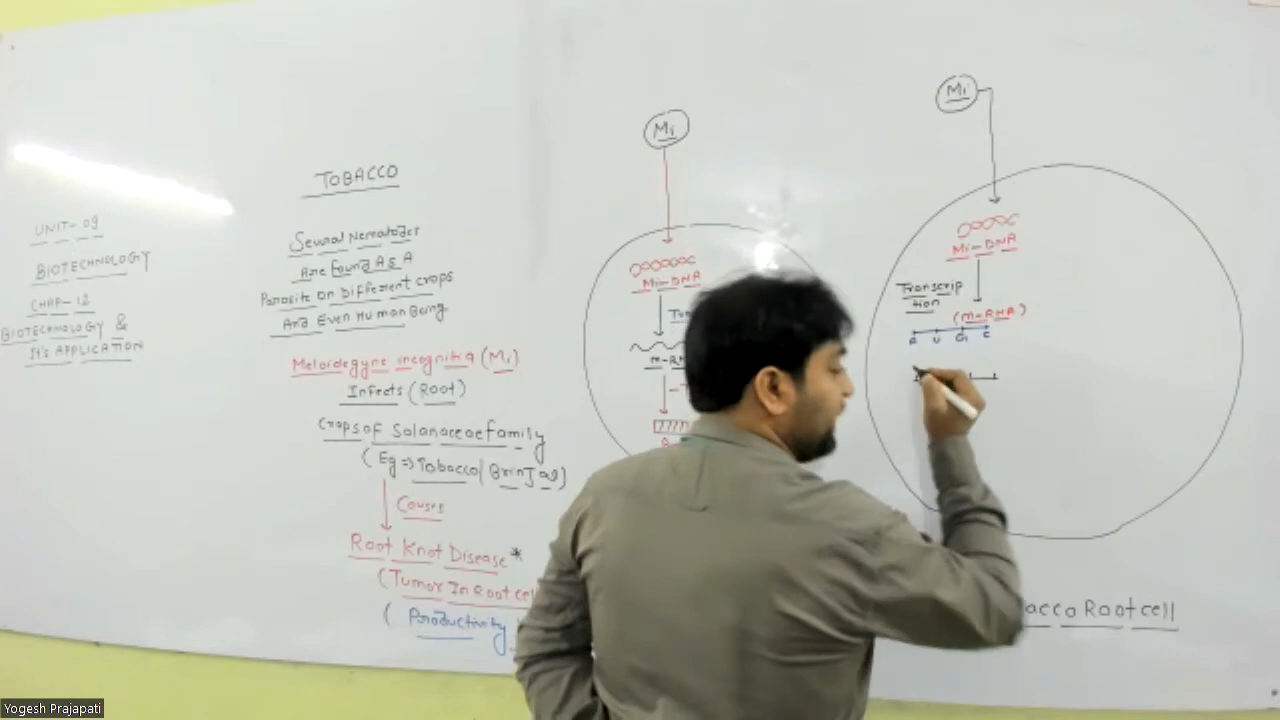 UNIT-09
BIOTECHNOLOGY
CHAP-12
BIOTECHNOLOGY &
It's APPLICATION
TOBACCO
Several Nematodes
Are Found As A
Parasite on Different crops
And Even Human Being
Meloidegyne incognitia (Mi)
Infects (Root)
Crops of Solanaceae family
(Eg => Tobacco / Brinjal)
Causes
Root Knot Disease*
(Tumor In Root cel
( Productivity
Mi
Mi-DNA
m-R
Mi
Mi-DNA
Transcrip
tion
(m-RNA)
A U G C
acco Root cell
Yogesh Prajapati